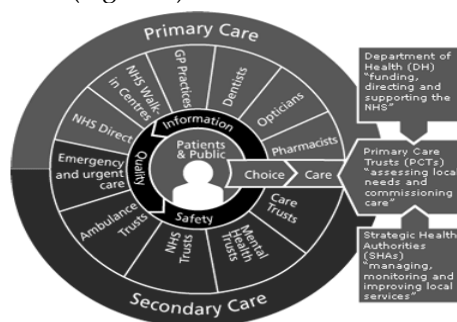 Primary Care
NHS Direct
NHS Walk-
in Centres
GP Practices
Dentists
Opticians
Pharmacists
Information
Quality
Safety
Patients
& Public
Choice
Care
Emergency
and urgent
care
Ambulance
Trusts
NHS
Trusts
Mental
Health
Trusts
Care
Trusts
Secondary Care
Department of
Health (DH)
"funding,
directing and
supporting the
NHS"
Primary Care
Trusts (PCTs)
"assessing local
needs and
commissioning
care"
Strategic Health
Authorities
(SHAs)
"managing,
monitoring and
improving local
services"